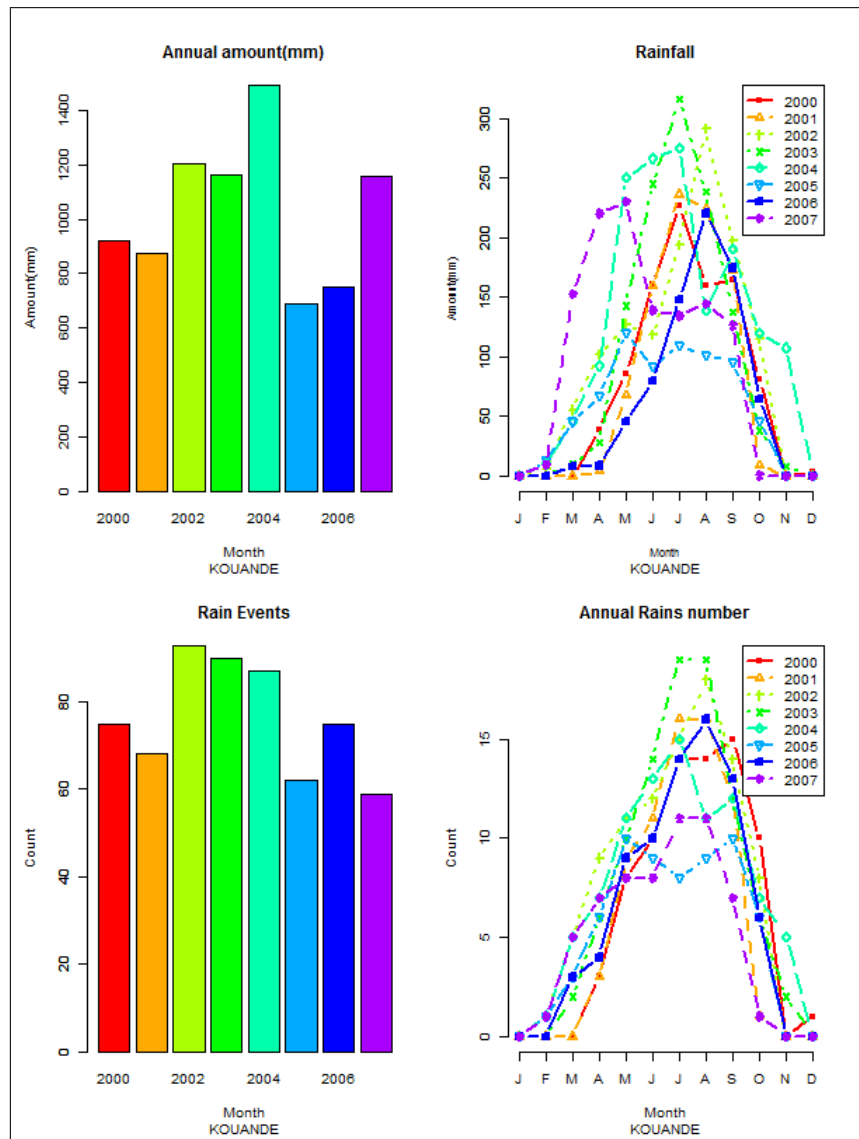 Annual amount(mm)
Amount(mm)
0 200 400 600 800 1000 1200 1400
2000 2002 2004 2006
Month
KOUANDE
Rainfall
Amount(mm)
0 50 100 150 200 250 300
2000
2001
2002
2003
2004
2005
2006
2007
J F M A M J J A S O N D
Month
KOUANDE
Rain Events
Count
0 20 40 60 80
2000 2002 2004 2006
Month
KOUANDE
Annual Rains number
Count
0 5 10 15
2000
2001
2002
2003
2004
2005
2006
2007
J F M A M J J A S O N D
Month
KOUANDE